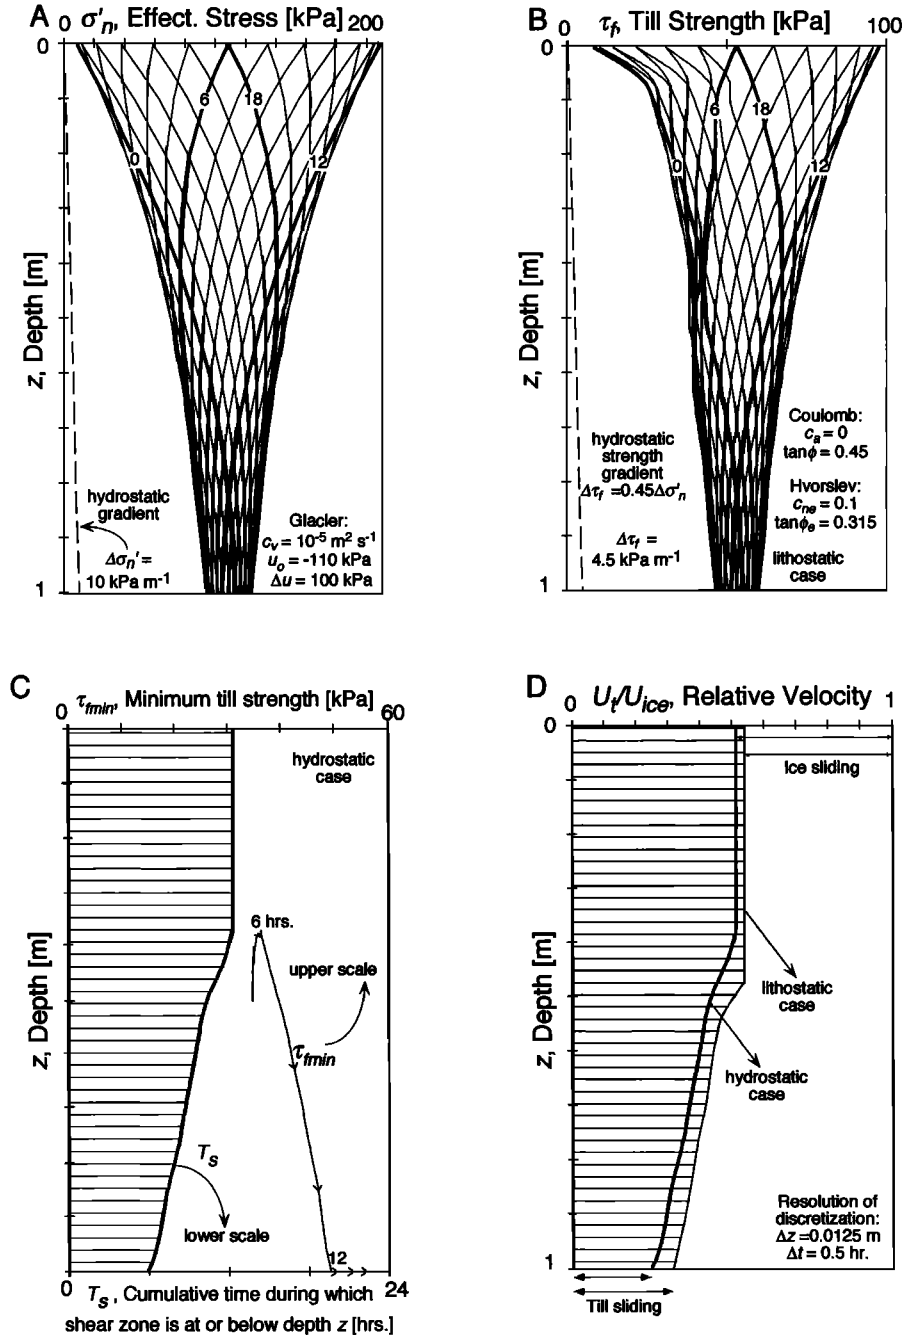 A
0 σ'n, Effect. Stress [kPa] 200
0
6
18
0
12
z, Depth [m]
hydrostatic
gradient
Δσn'=
10 kPa m-1
Glacier:
cv = 10-5 m2 s-1
uo = -110 kPa
Δu = 100 kPa
1
B
0 τf, Till Strength [kPa] 100
0
6
18
0
12
z, Depth [m]
hydrostatic
strength
gradient
Δτf =0.45Δσ'n
Δτf =
4.5 kPa m-1
Coulomb:
ca = 0
tanϕ = 0.45
Hvorslev:
cne = 0.1
tanϕe = 0.315
lithostatic
case
1
C
0 τfmin, Minimum till strength [kPa] 60
0
hydrostatic
case
6 hrs.
upper scale
z, Depth [m]
τfmin
Ts
lower scale
12
1
0 Ts, Cumulative time during which 24
shear zone is at or below depth z [hrs.]
D
0 Ut/Uice, Relative Velocity 1
0
Ice sliding
z, Depth [m]
lithostatic
case
hydrostatic
case
Resolution of
discretization:
Δz=0.0125 m
Δt = 0.5 hr.
1
Till sliding